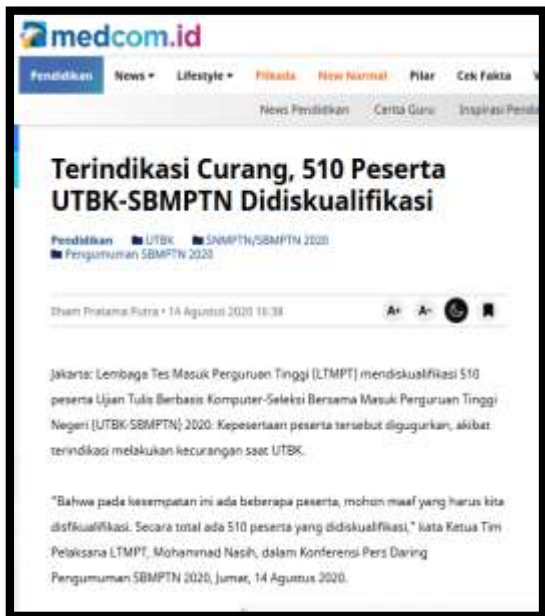 medcom.id
Pendidikan News Lifestyle Pilkada New Normal Pilar Cek Fakta
News Pendidikan Cerita Guru Inspirasi
Terindikasi Curang, 510 Peserta
UTBK-SBMPTN Didiskualifikasi
Pendidikan UTBK SNMPTN/SBMPTN 2020
Pengumuman SBMPTN 2020
Ilham Pratama Putra • 14 Agustus 2020 16:38 A+ A-
Jakarta: Lembaga Tes Masuk Perguruan Tinggi (LTMPT) mendiskualifikasi 510
peserta Ujian Tulis Berbasis Komputer-Seleksi Bersama Masuk Perguruan Tinggi
Negeri (UTBK-SBMPTN) 2020. Kepesertaan peserta tersebut digugurkan, akibat
terindikasi melakukan kecurangan saat UTBK.
"Bahwa pada kesempatan ini ada beberapa peserta, mohon maaf yang harus kita
disfikualifikasi. Secara total ada 510 peserta yang didiskualifikasi," kata Ketua Tim
Pelaksana LTMPT, Mohammad Nasih, dalam Konferensi Pers Daring
Pengumuman SBMPTN 2020, Jumat, 14 Agustus 2020.